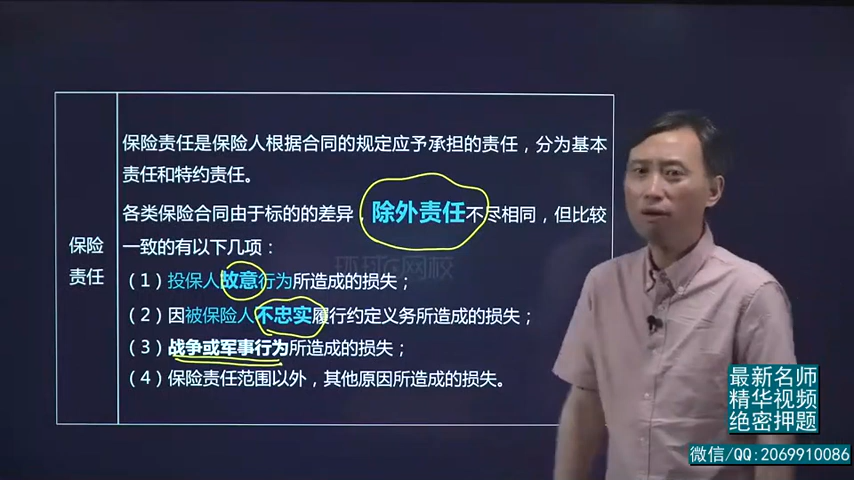 保险责任是保险人根据合同的规定应予承担的责任，分为基本
责任和特约责任。
各类保险合同由于标的的差异，除外责任不尽相同，但比较
一致的有以下几项：
保险
责任
（1）投保人故意行为所造成的损失；
（2）因被保险人不忠实履行约定义务所造成的损失；
（3）战争或军事行为所造成的损失；
（4）保险责任范围以外，其他原因所造成的损失。
最新名师
精华视频
绝密押题
微信/QQ:2069910086